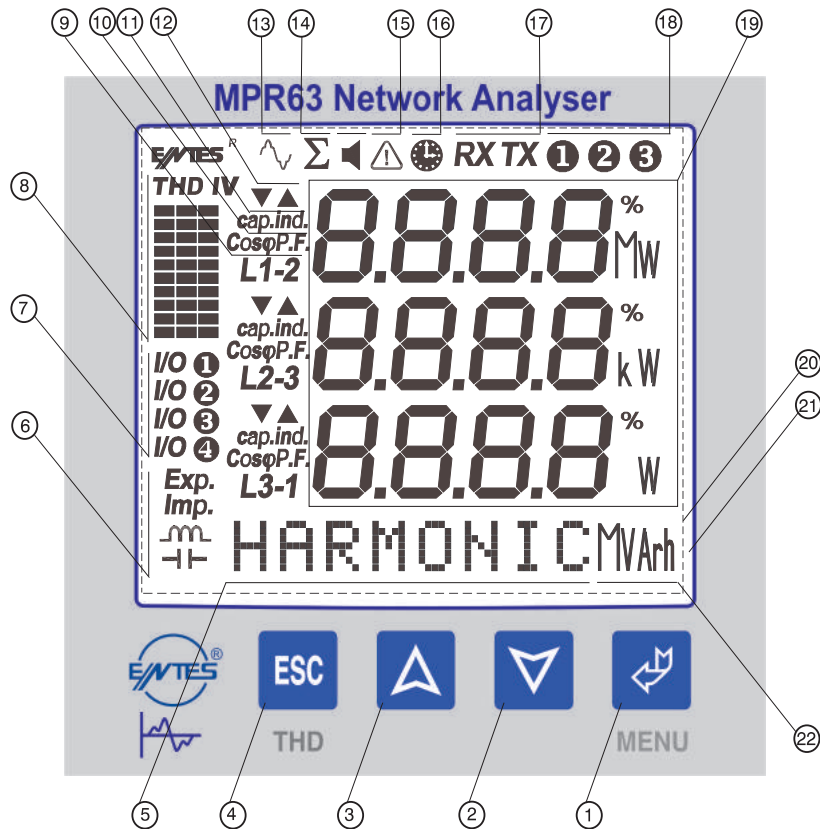 9 10 11 12 13 14 15 16 17 18 19
MPR63 Network Analyser
ENTES R RX TX 1 2 3
THD IV
cap.ind.
CosφP.F.
L1-2
8.8.8.8 % MW
8
7
cap.ind.
CosφP.F.
L2-3
8.8.8.8 % kW
I/O 1
I/O 2
I/O 3
I/O 4
20
21
6
cap.ind.
CosφP.F.
L3-1
8.8.8.8 % W
Exp.
Imp.
HARMONIC MVArh
ENTES ® ESC
THD MENU
22
5 4 3 2 1